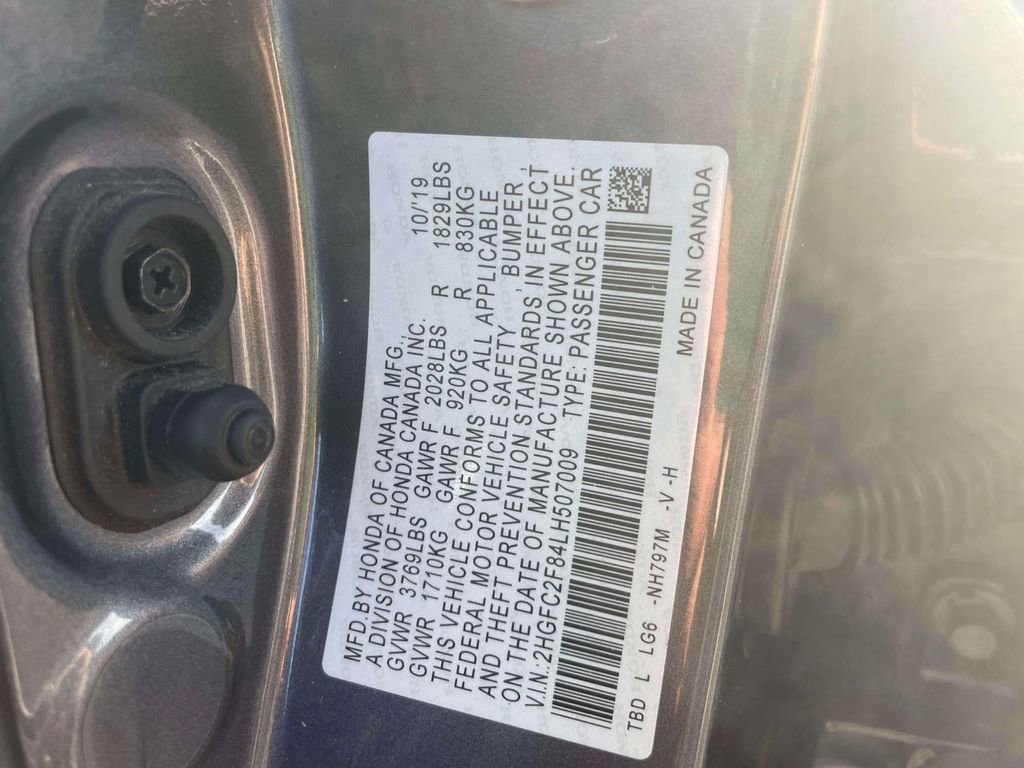 MFD.BY HONDA OF CANADA MFG., 10/'19
A DIVISION OF HONDA CANADA INC.
GVWR 3769LBS GAWR F 2028LBS R 1829LBS
GVWR 1710KG GAWR F 920KG R 830KG
THIS VEHICLE CONFORMS TO ALL APPLICABLE
FEDERAL MOTOR VEHICLE SAFETY, BUMPER,
AND THEFT PREVENTION STANDARDS, IN EFFECT
ON THE DATE OF MANUFACTURE SHOWN ABOVE.
V.I.N.:2HGFC2F84LH507009 TYPE: PASSENGER CAR
TBD L LG6 -NH797M -V -H MADE IN CANADA